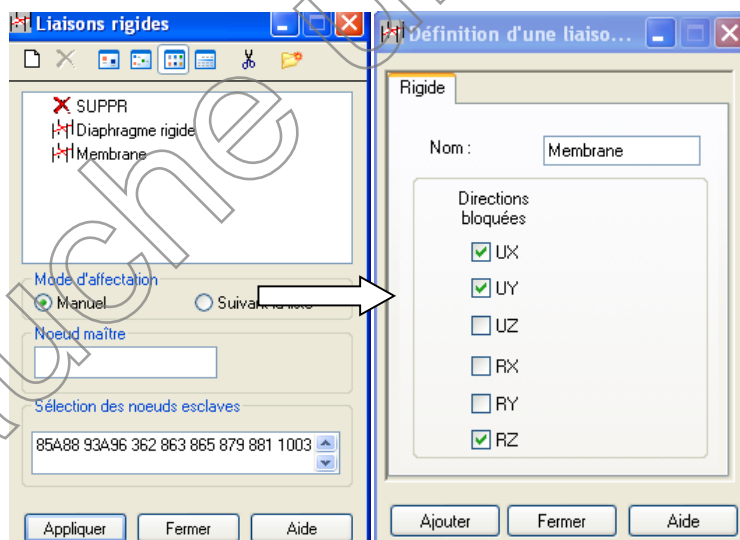 Liaisons rigides
SUPPR
Diaphragme rigide
Membrane
Mode d'affectation
Manuel
Noeud maître
Sélection des noeuds esclaves
85A88 93A96 362 863 865 879 881 1003
Appliquer Fermer Aide
Définition d'une liaiso...
Rigide
Nom : Membrane
Directions
bloquées
UX
UY
UZ
RX
RY
RZ
Ajouter Fermer Aide